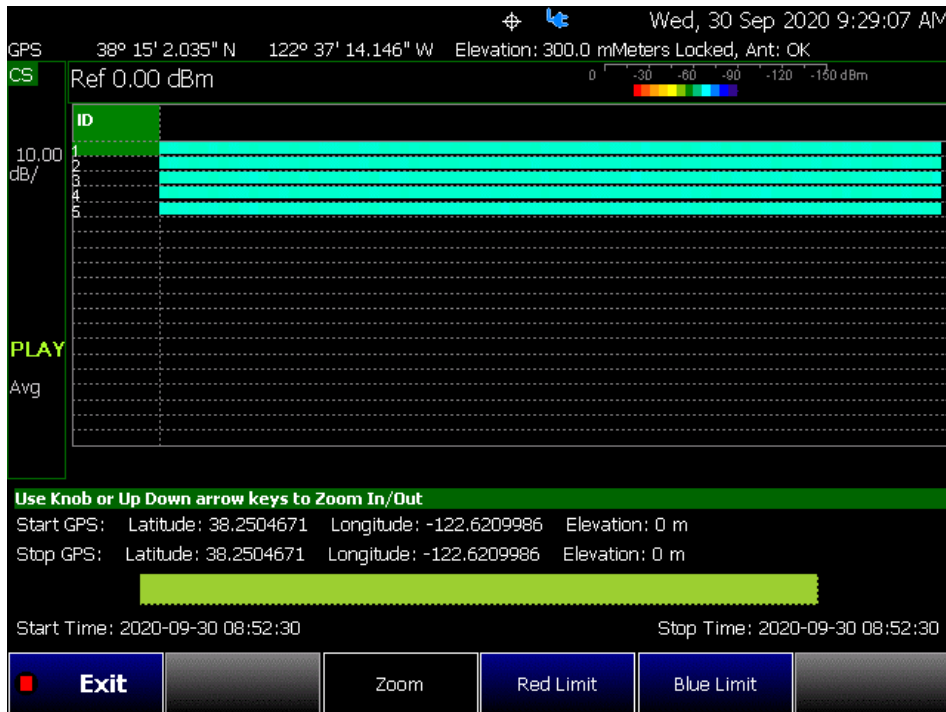 Wed, 30 Sep 2020 9:29:07 AM
GPS 38º 15' 2.035" N 122º 37' 14.146" W Elevation: 300.0 mMeters Locked, Ant: OK
CS Ref 0.00 dBm 0 -30 -60 -90 -120 -150 dBm
ID
10.00
dB/
1
2
3
4
5
PLAY
Avg
Use Knob or Up Down arrow keys to Zoom In/Out
Start GPS: Latitude: 38.2504671 Longitude: -122.6209986 Elevation: 0 m
Stop GPS: Latitude: 38.2504671 Longitude: -122.6209986 Elevation: 0 m
Start Time: 2020-09-30 08:52:30 Stop Time: 2020-09-30 08:52:30
Exit Zoom Red Limit Blue Limit